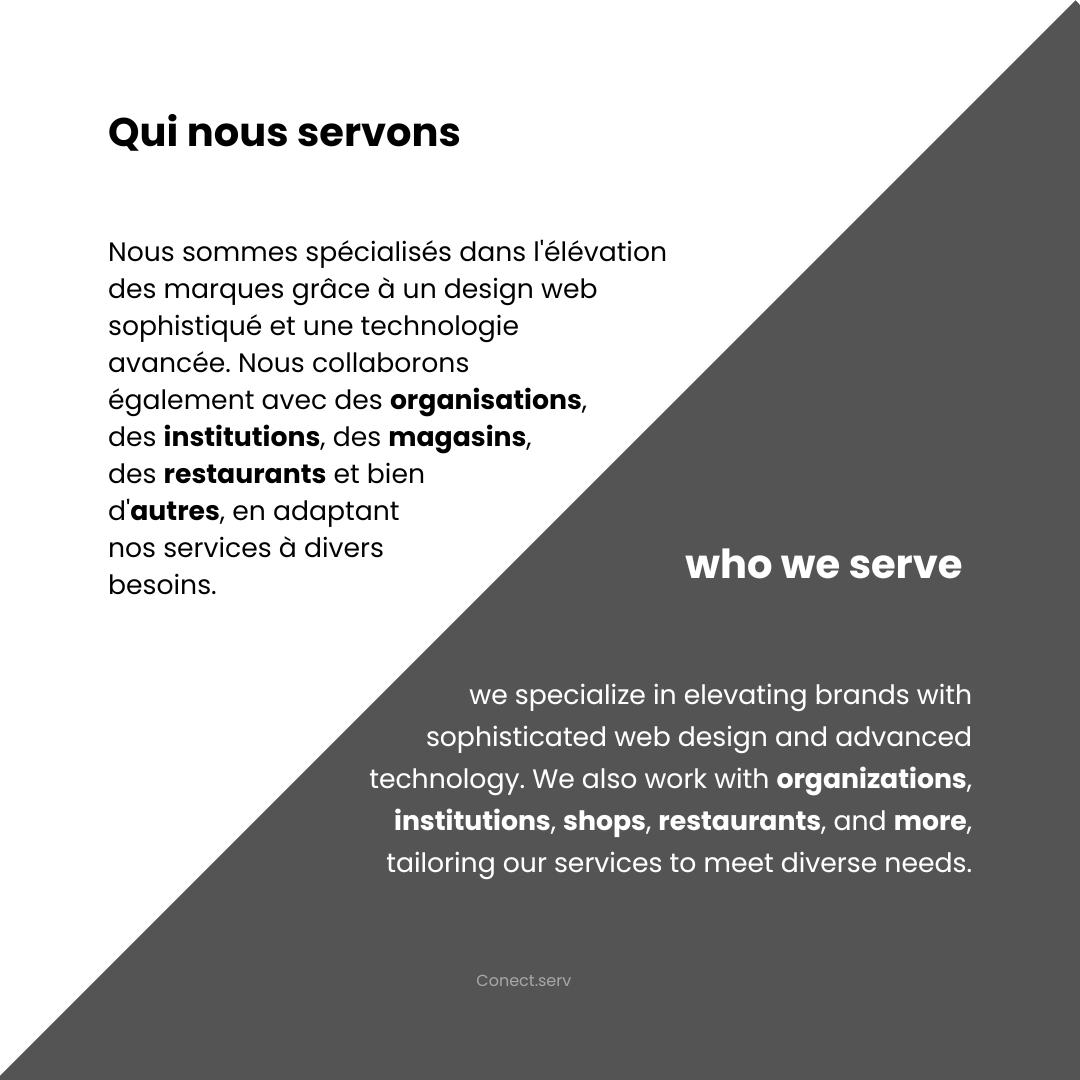 Qui nous servons
Nous sommes spécialisés dans l'élévation
des marques grâce à un design web
sophistiqué et une technologie
avancée. Nous collaborons
également avec des organisations,
des institutions, des magasins,
des restaurants et bien
d'autres, en adaptant
nos services à divers
besoins.
who we serve
we specialize in elevating brands with
sophisticated web design and advanced
technology. We also work with organizations,
institutions, shops, restaurants, and more,
tailoring our services to meet diverse needs.
Conect.serv